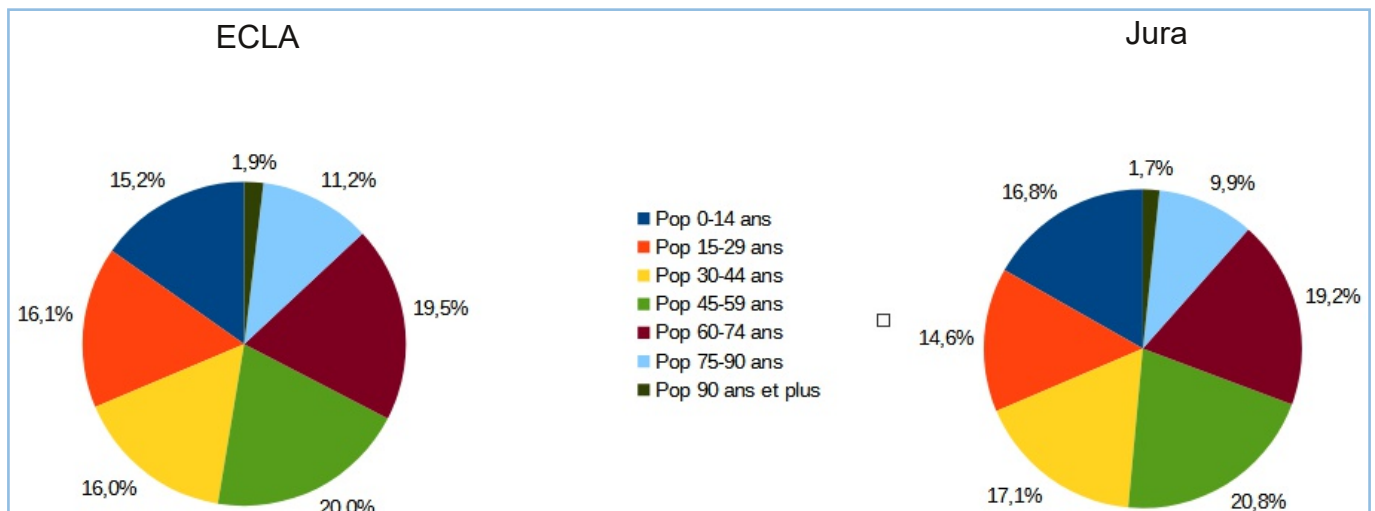 ECLA
Jura
1,9%
15,2%
11,2%
19,5%
16,1%
16,0%
20,0%
Pop 0-14 ans
Pop 15-29 ans
Pop 30-44 ans
Pop 45-59 ans
Pop 60-74 ans
Pop 75-90 ans
Pop 90 ans et plus
1,7%
16,8%
9,9%
19,2%
14,6%
17,1%
20,8%